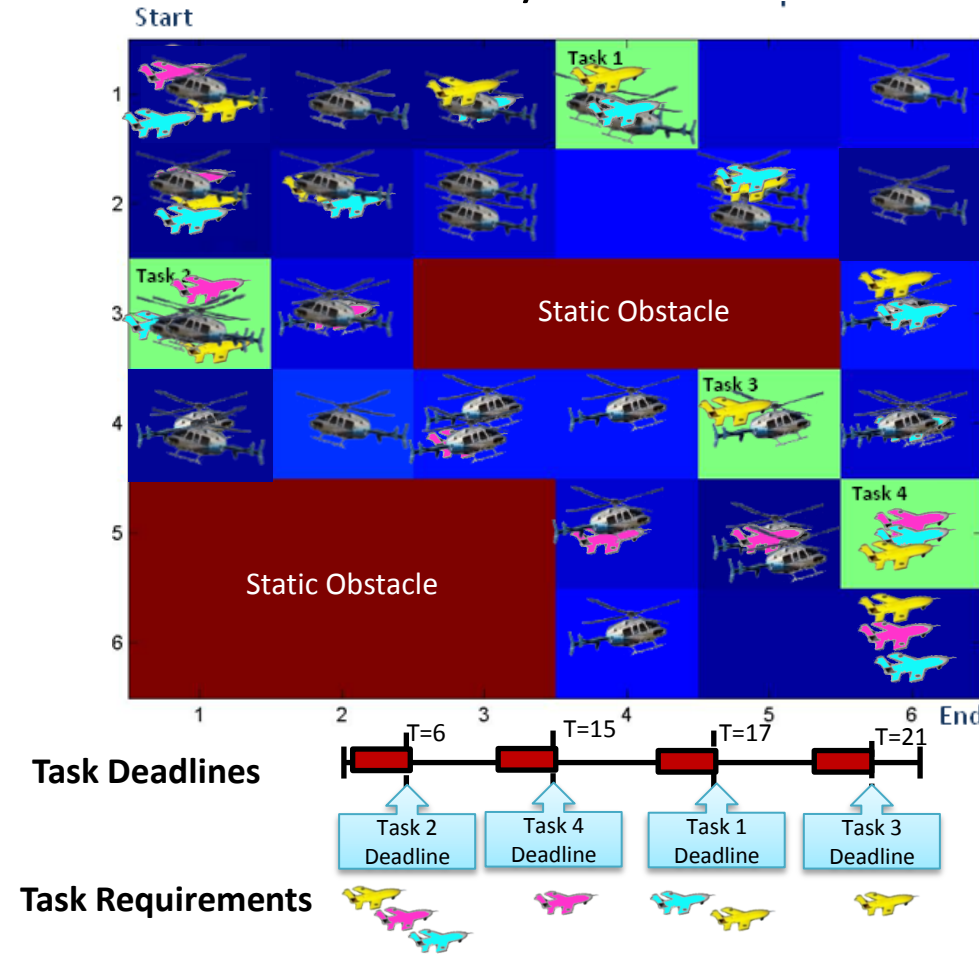 Start
Task 1
1
2
Task 2
3
Static Obstacle
Task 3
4
Task 4
5
Static Obstacle
6
1 2 3 4 5 6 End
T=6 T=15 T=17 T=21
Task Deadlines
Task 2
Deadline
Task 4
Deadline
Task 1
Deadline
Task 3
Deadline
Task Requirements